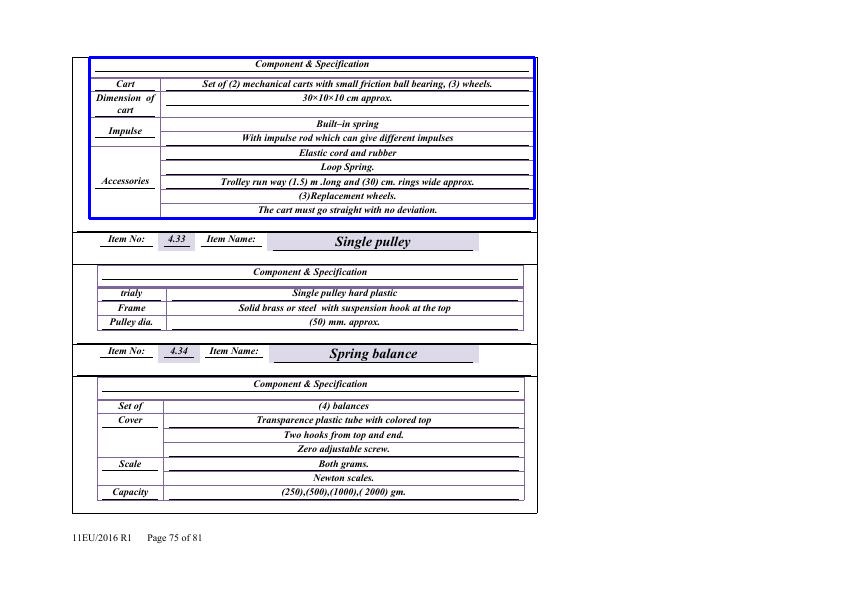 Component & Specification
Cart Set of (2) mechanical carts with small friction ball bearing, (3) wheels.
Dimension of cart 30×10×10 cm approx.
Impulse Built–in spring
With impulse rod which can give different impulses
Accessories Elastic cord and rubber
Loop Spring.
Trolley run way (1.5) m .long and (30) cm. rings wide approx.
(3)Replacement wheels.
The cart must go straight with no deviation.
Item No: 4.33 Item Name: Single pulley
Component & Specification
trialy Single pulley hard plastic
Frame Solid brass or steel with suspension hook at the top
Pulley dia. (50) mm. approx.
Item No: 4.34 Item Name: Spring balance
Component & Specification
Set of (4) balances
Cover Transparence plastic tube with colored top
Two hooks from top and end.
Zero adjustable screw.
Scale Both grams.
Newton scales.
Capacity (250),(500),(1000),( 2000) gm.
11EU/2016 R1 Page 75 of 81